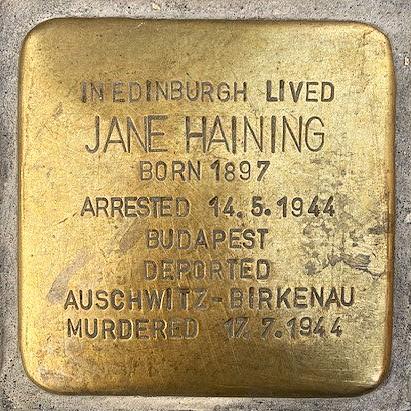 IN EDINBURGH LIVED
JANE HAINING
BORN 1897
ARRESTED 14.5.1944
BUDAPEST
DEPORTED
AUSCHWITZ-BIRKENAU
MURDERED 17.7.1944